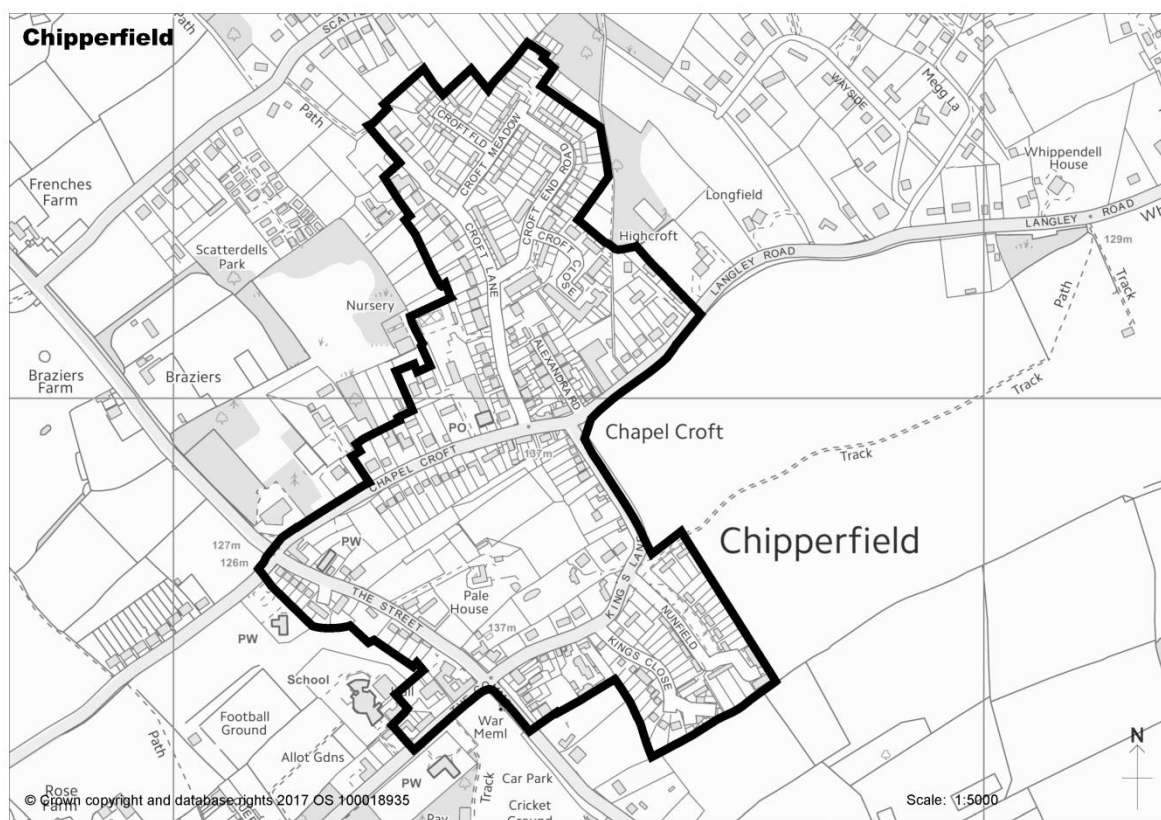 Chipperfield
SCATT
Path
WAYSIDE
Megg La
Frenches
Farm
CROFT FLD
CROFT MEADOW
CROFT END ROAD
Whippendell
House
Longfield
LANGLEY ROAD
Wh
129m
Scatterdells
Park
CROFT LANE
CROFT CLOSE
Highcroft
LANGLEY ROAD
Path
Track
Nursery
Braziers
Farm
Braziers
ALEXANDRA RD
Track
PO
Chapel Croft
137m
CHAPEL CROFT
Track
Chipperfield
127m
126m
PW
KING'S LANE
THE STREET
Pale
House
137m
NUNFIELD
KINGS CLOSE
PW
School
War
Meml
Football
Ground
Allot Gdns
PW
Track
Car Park
Cricket
Ground
Path
Rose
Farm
N
© Crown copyright and database rights 2017 OS 100018935
Scale: 1:5000